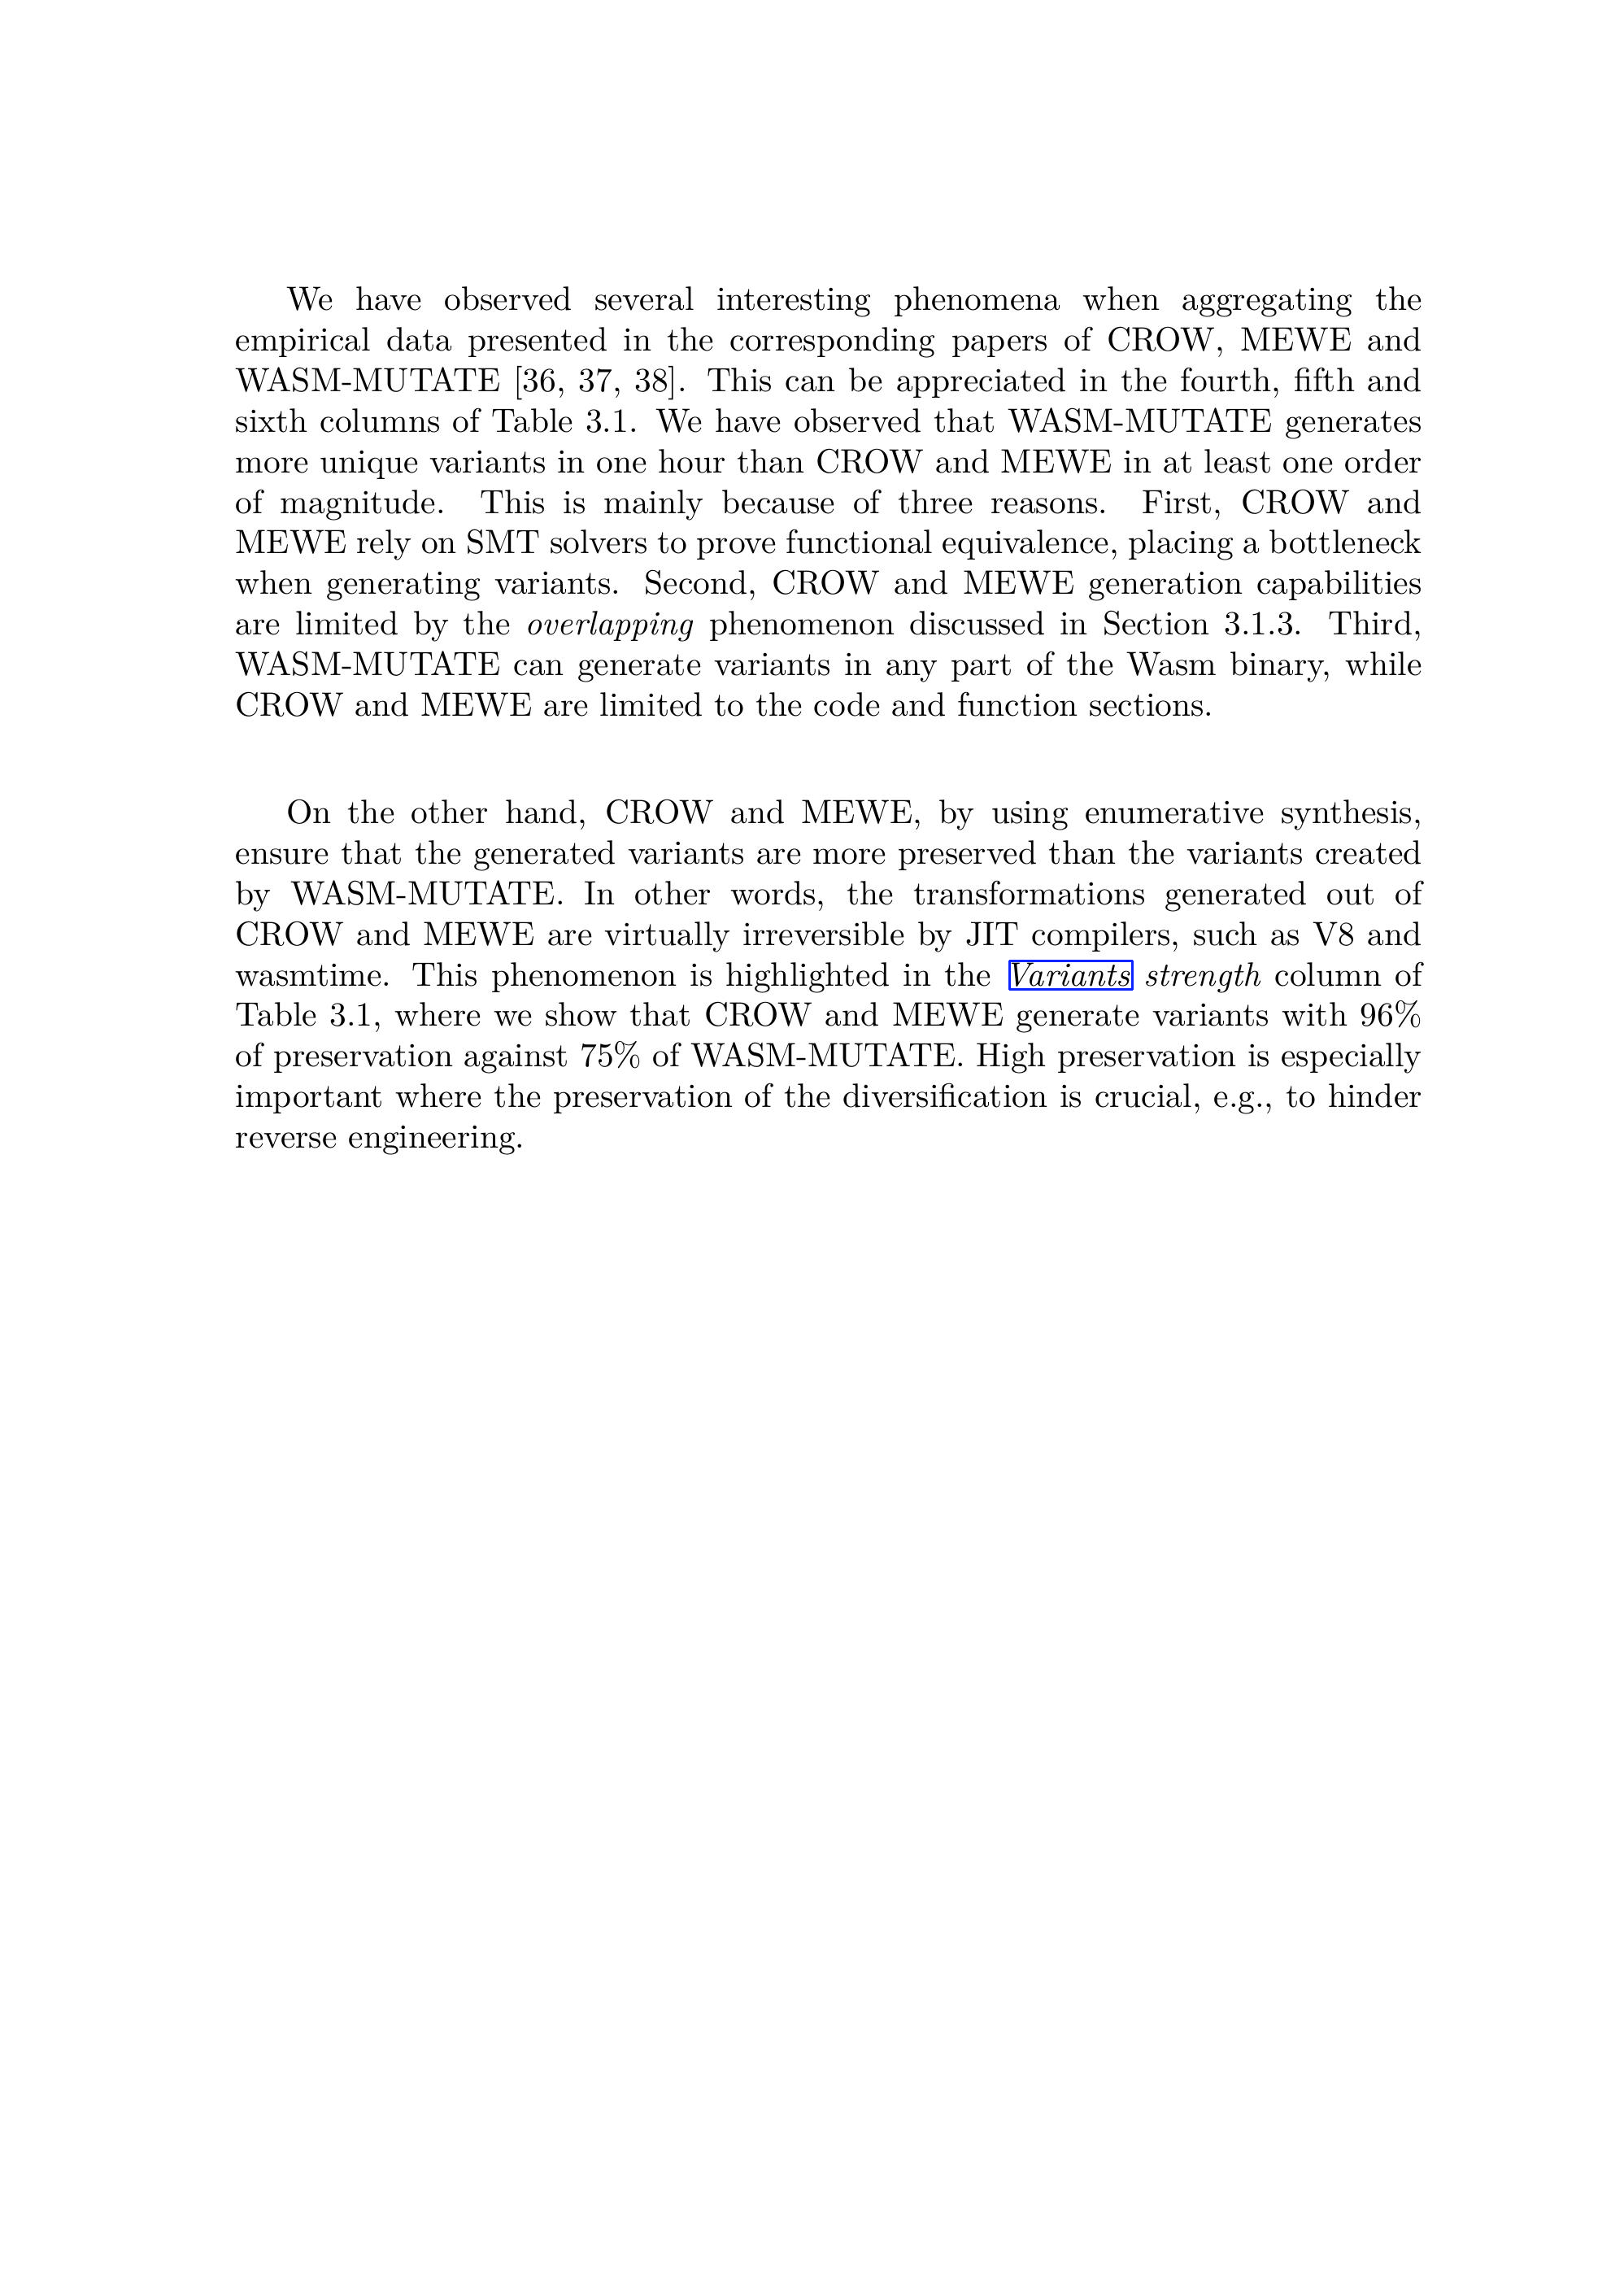 We have observed several interesting phenomena when aggregating the
empirical data presented in the corresponding papers of CROW, MEWE and
WASM-MUTATE [36, 37, 38]. This can be appreciated in the fourth, fifth and
sixth columns of Table 3.1. We have observed that WASM-MUTATE generates
more unique variants in one hour than CROW and MEWE in at least one order
of magnitude. This is mainly because of three reasons. First, CROW and
MEWE rely on SMT solvers to prove functional equivalence, placing a bottleneck
when generating variants. Second, CROW and MEWE generation capabilities
are limited by the overlapping phenomenon discussed in Section 3.1.3. Third,
WASM-MUTATE can generate variants in any part of the Wasm binary, while
CROW and MEWE are limited to the code and function sections.
On the other hand, CROW and MEWE, by using enumerative synthesis,
ensure that the generated variants are more preserved than the variants created
by WASM-MUTATE. In other words, the transformations generated out of
CROW and MEWE are virtually irreversible by JIT compilers, such as V8 and
wasmtime. This phenomenon is highlighted in the Variants strength column of
Table 3.1, where we show that CROW and MEWE generate variants with 96%
of preservation against 75% of WASM-MUTATE. High preservation is especially
important where the preservation of the diversification is crucial, e.g., to hinder
reverse engineering.